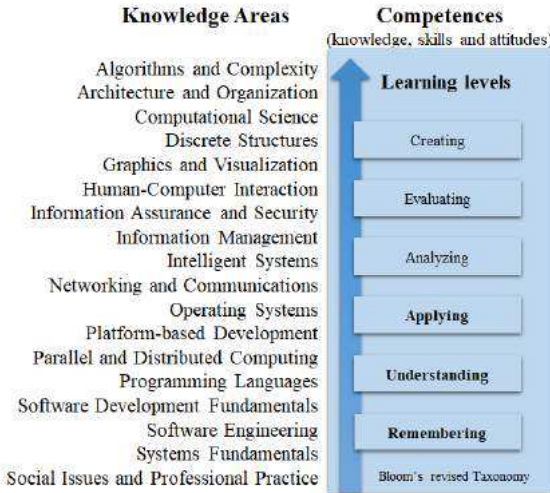 Knowledge Areas
Algorithms and Complexity
Architecture and Organization
Computational Science
Discrete Structures
Graphics and Visualization
Human-Computer Interaction
Information Assurance and Security
Information Management
Intelligent Systems
Networking and Communications
Operating Systems
Platform-based Development
Parallel and Distributed Computing
Programming Languages
Software Development Fundamentals
Software Engineering
Systems Fundamentals
Social Issues and Professional Practice
Competences
(knowledge, skills and attitudes)
Learning levels
Creating
Evaluating
Analyzing
Applying
Understanding
Remembering
Bloom's revised Taxonomy